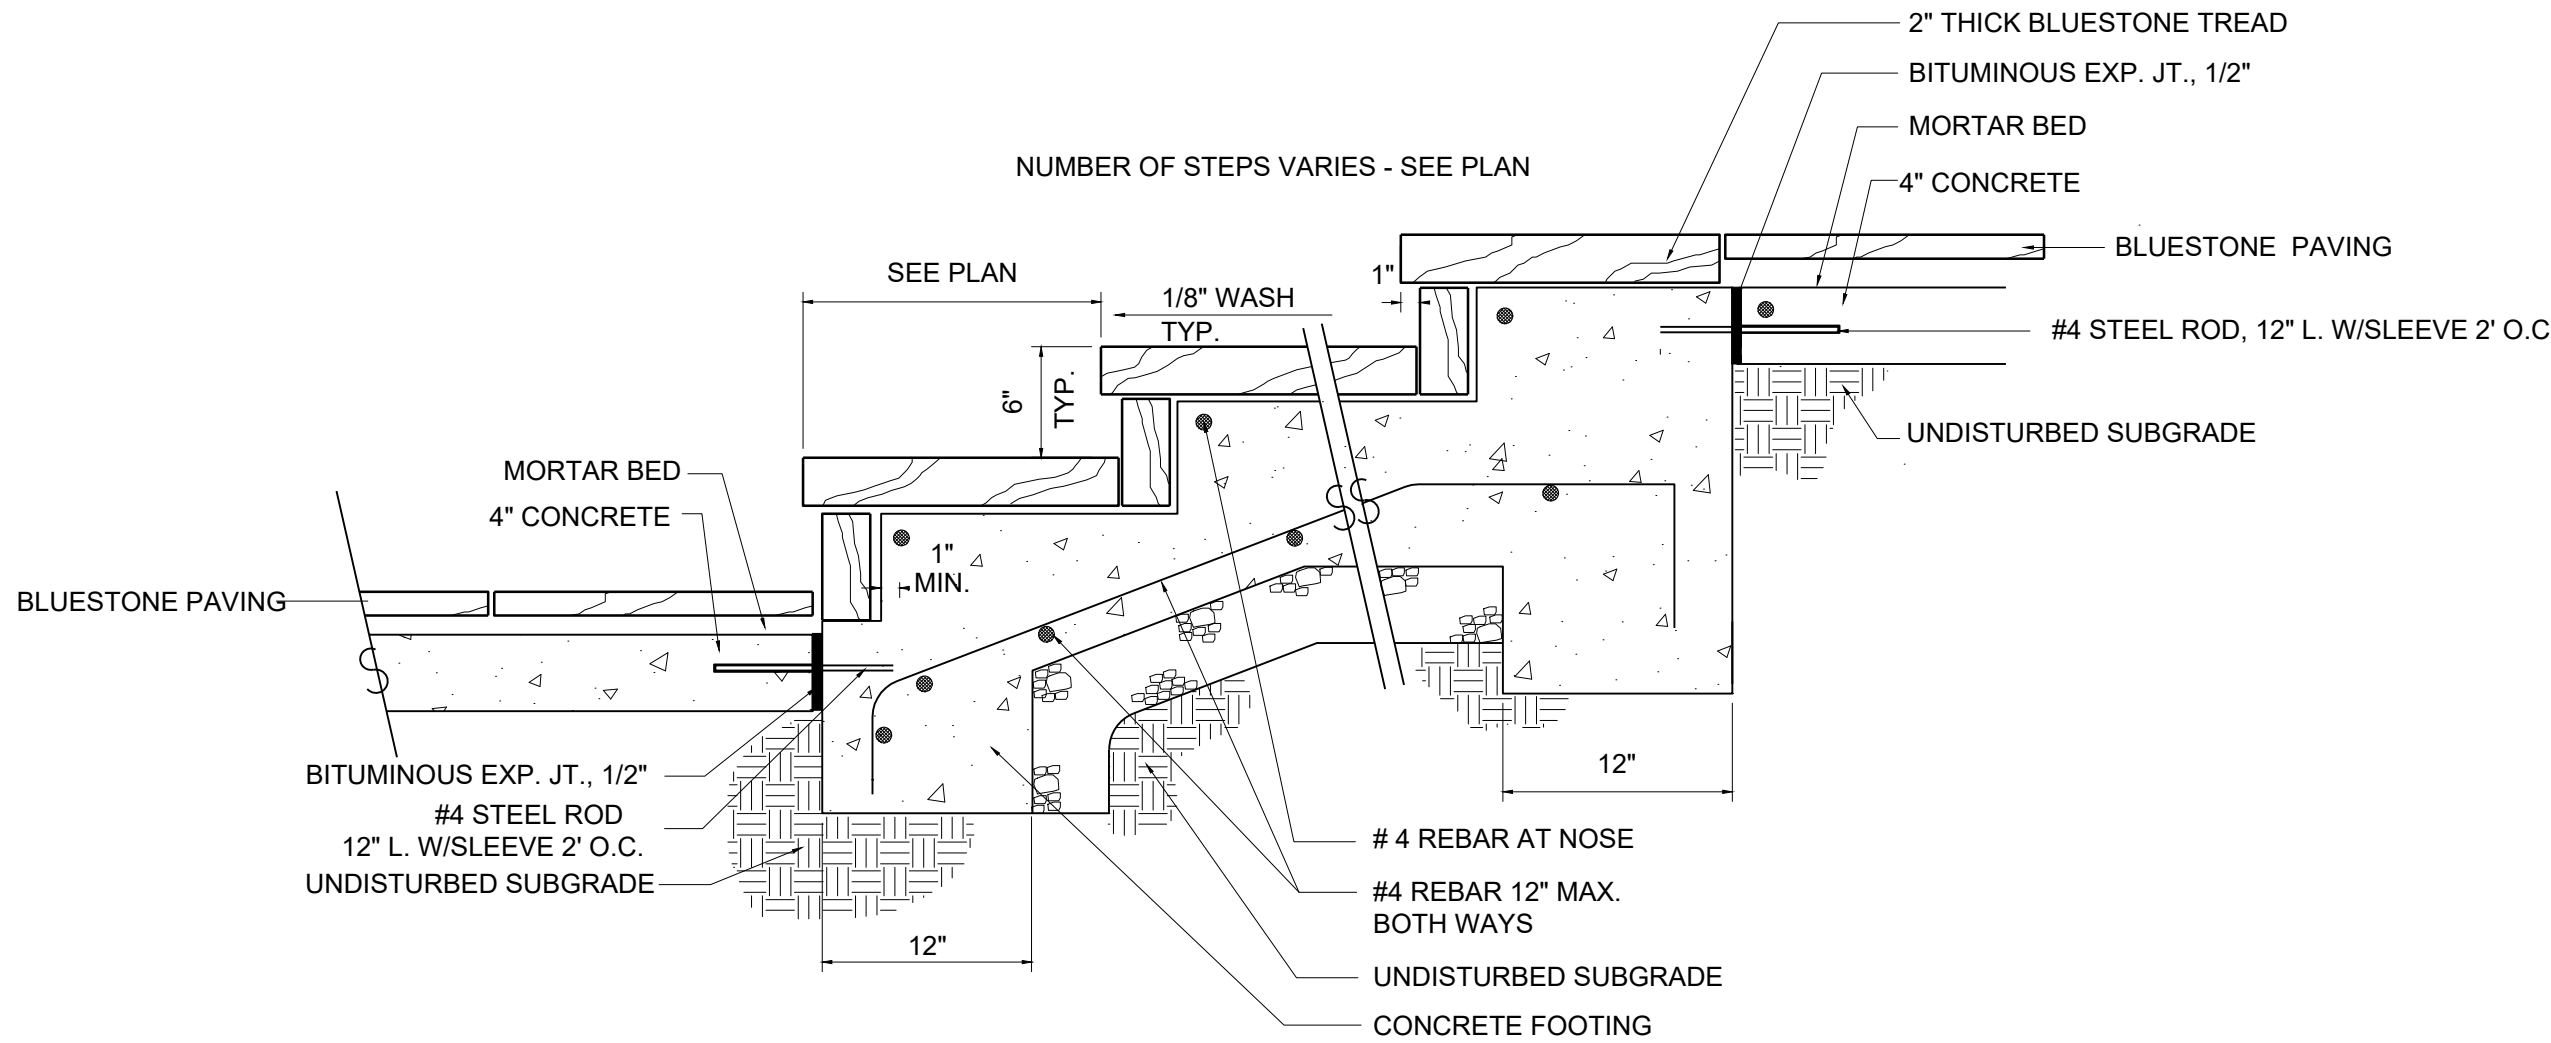 2" THICK BLUESTONE TREAD
BITUMINOUS EXP. JT., 1/2"
MORTAR BED
NUMBER OF STEPS VARIES - SEE PLAN
4" CONCRETE
BLUESTONE  PAVING
SEE PLAN
1"
1/8" WASH
TYP.
#4 STEEL ROD, 12" L. W/SLEEVE 2' O.C
6"
TYP.
UNDISTURBED SUBGRADE
MORTAR BED
4" CONCRETE
1"
MIN.
BLUESTONE PAVING
BITUMINOUS EXP. JT., 1/2"
12"
#4 STEEL ROD
12" L. W/SLEEVE 2' O.C.
UNDISTURBED SUBGRADE
# 4 REBAR AT NOSE
#4 REBAR 12" MAX.
BOTH WAYS
12"
UNDISTURBED SUBGRADE
CONCRETE FOOTING